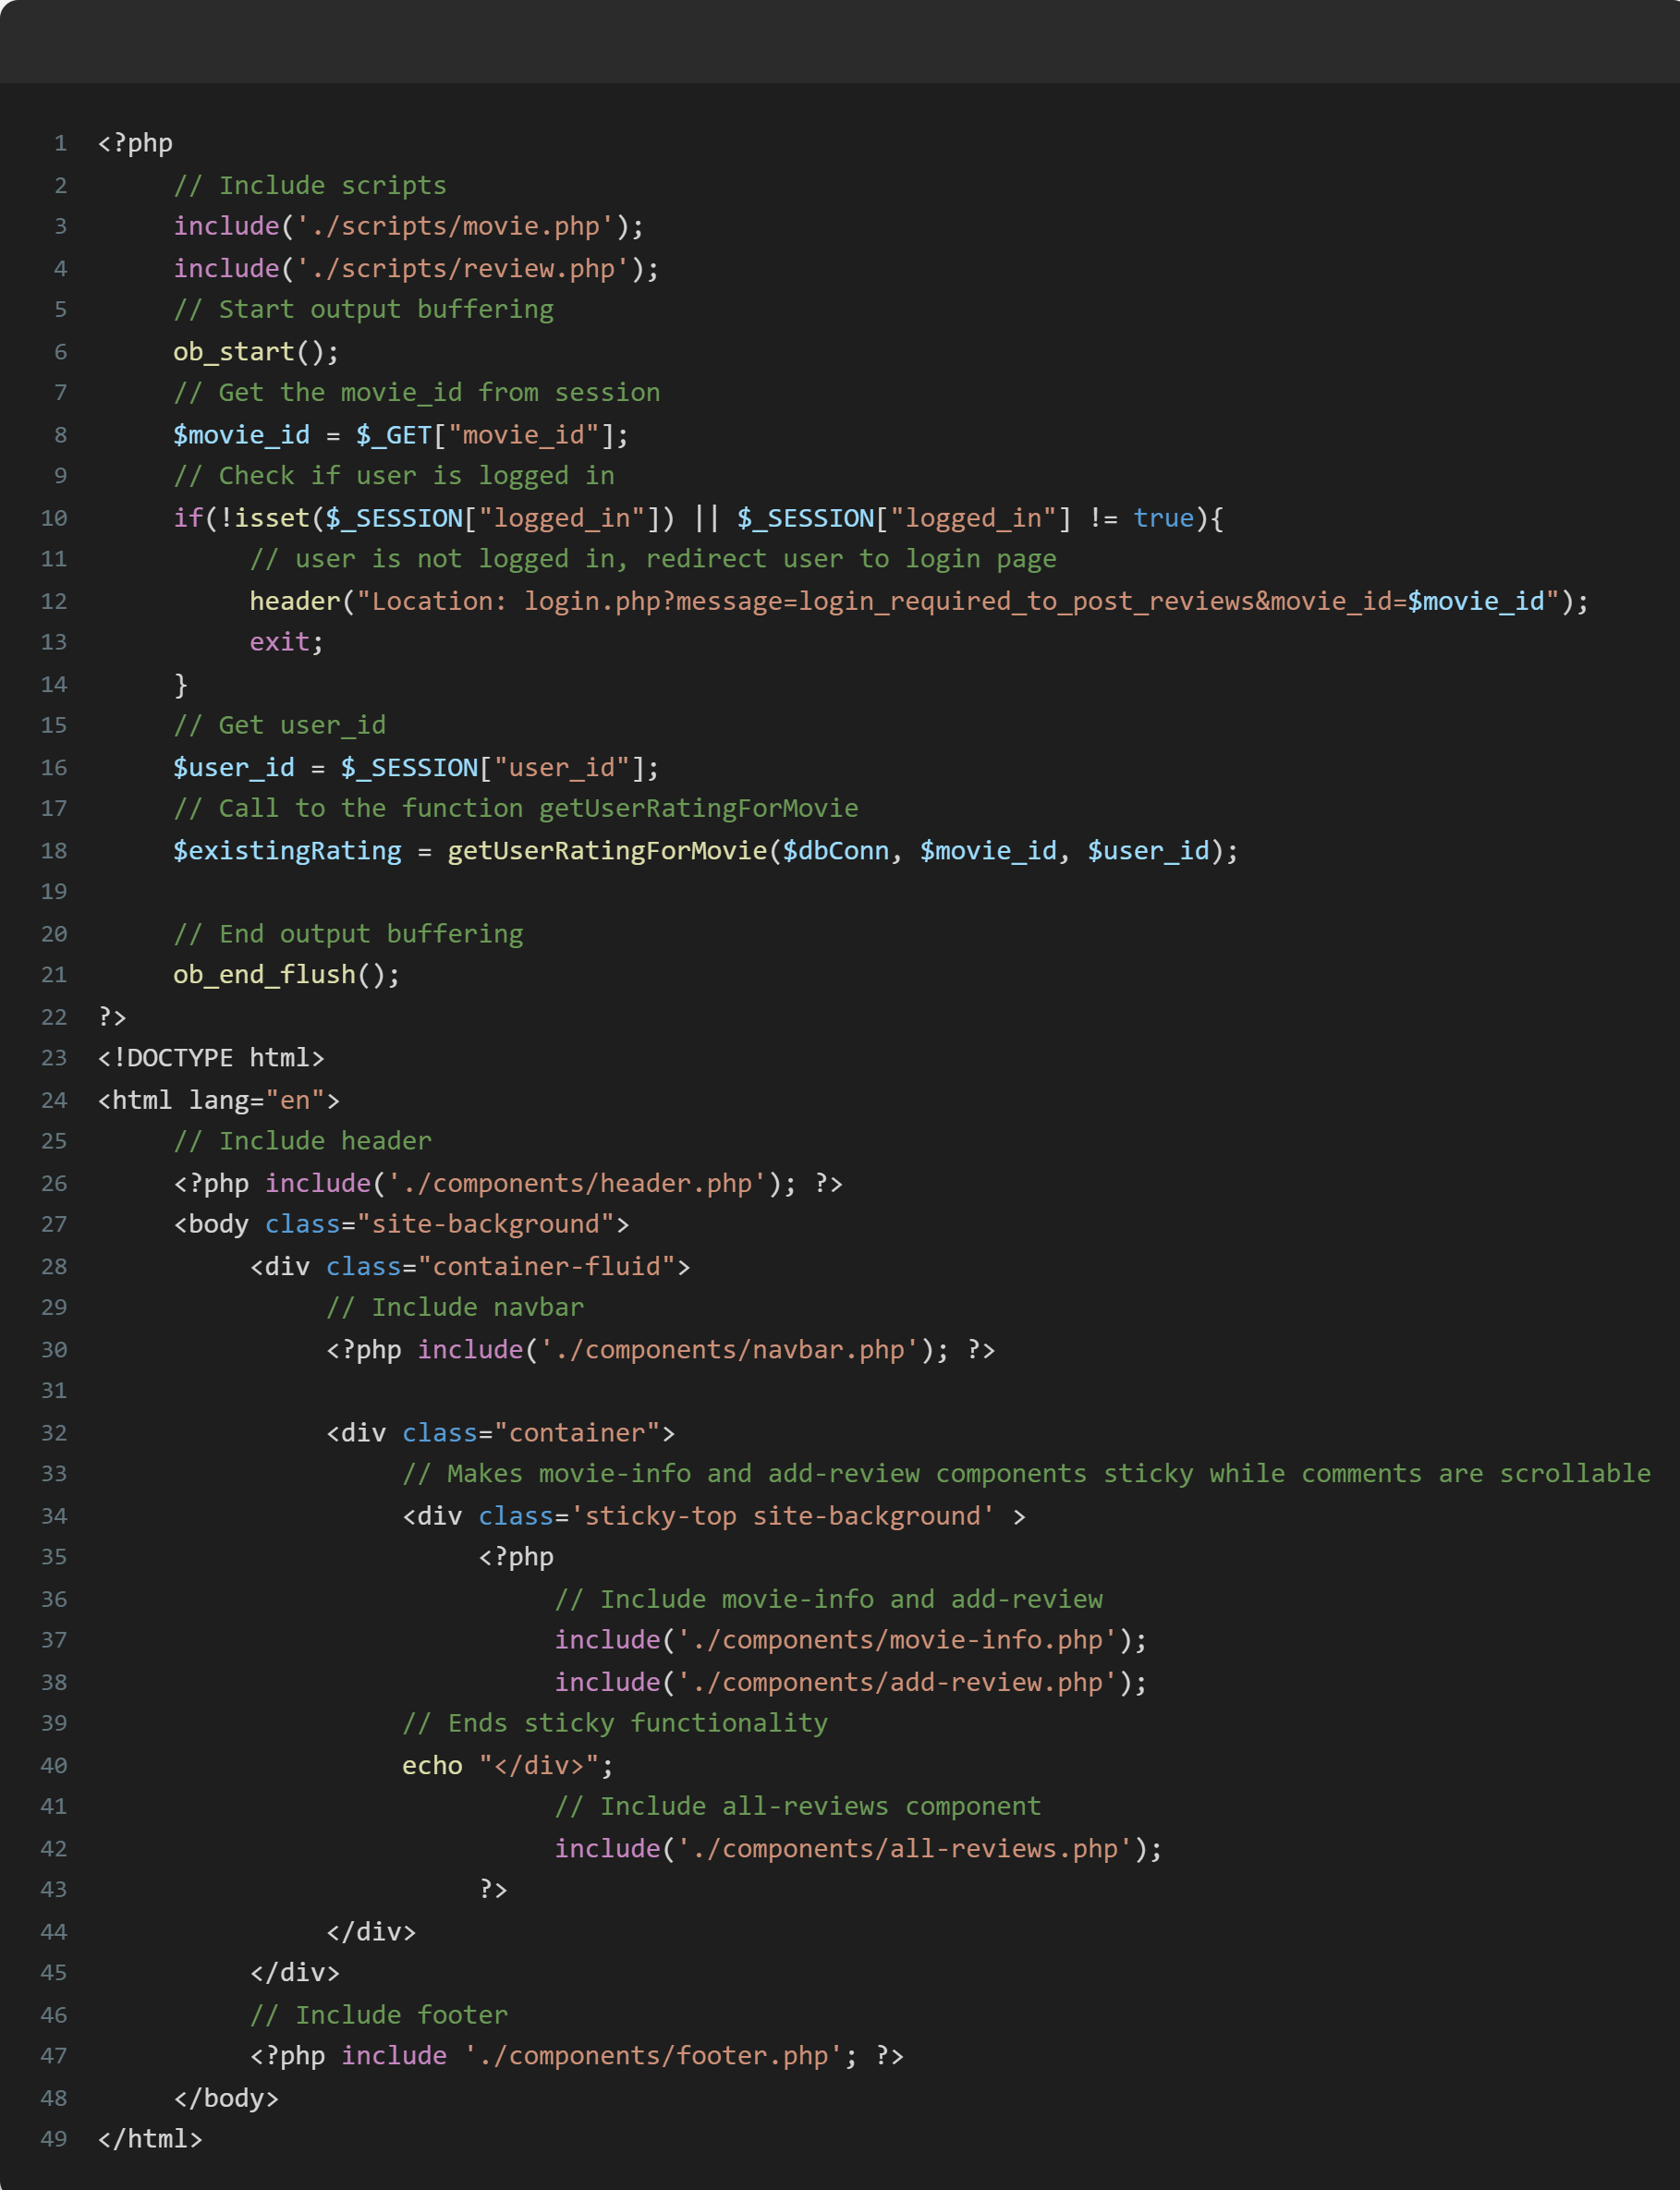 1 <?php
2 // Include scripts
3 include('./scripts/movie.php');
4 include('./scripts/review.php');
5 // Start output buffering
6 ob_start();
7 // Get the movie_id from session
8 $movie_id = $_GET["movie_id"];
9 // Check if user is logged in
10 if(!isset($_SESSION["logged_in"]) || $_SESSION["logged_in"] != true){
11 // user is not logged in, redirect user to login page
12 header("Location: login.php?message=login_required_to_post_reviews&movie_id=$movie_id");
13 exit;
14 }
15 // Get user_id
16 $user_id = $_SESSION["user_id"];
17 // Call to the function getUserRatingForMovie
18 $existingRating = getUserRatingForMovie($dbConn, $movie_id, $user_id);
19
20 // End output buffering
21 ob_end_flush();
22 ?>
23 <!DOCTYPE html>
24 <html lang="en">
25 // Include header
26 <?php include('./components/header.php'); ?>
27 <body class="site-background">
28 <div class="container-fluid">
29 // Include navbar
30 <?php include('./components/navbar.php'); ?>
31
32 <div class="container">
33 // Makes movie-info and add-review components sticky while comments are scrollable
34 <div class='sticky-top site-background' >
35 <?php
36 // Include movie-info and add-review
37 include('./components/movie-info.php');
38 include('./components/add-review.php');
39 // Ends sticky functionality
40 echo "</div>";
41 // Include all-reviews component
42 include('./components/all-reviews.php');
43 ?>
44 </div>
45 </div>
46 // Include footer
47 <?php include './components/footer.php'; ?>
48 </body>
49 </html>